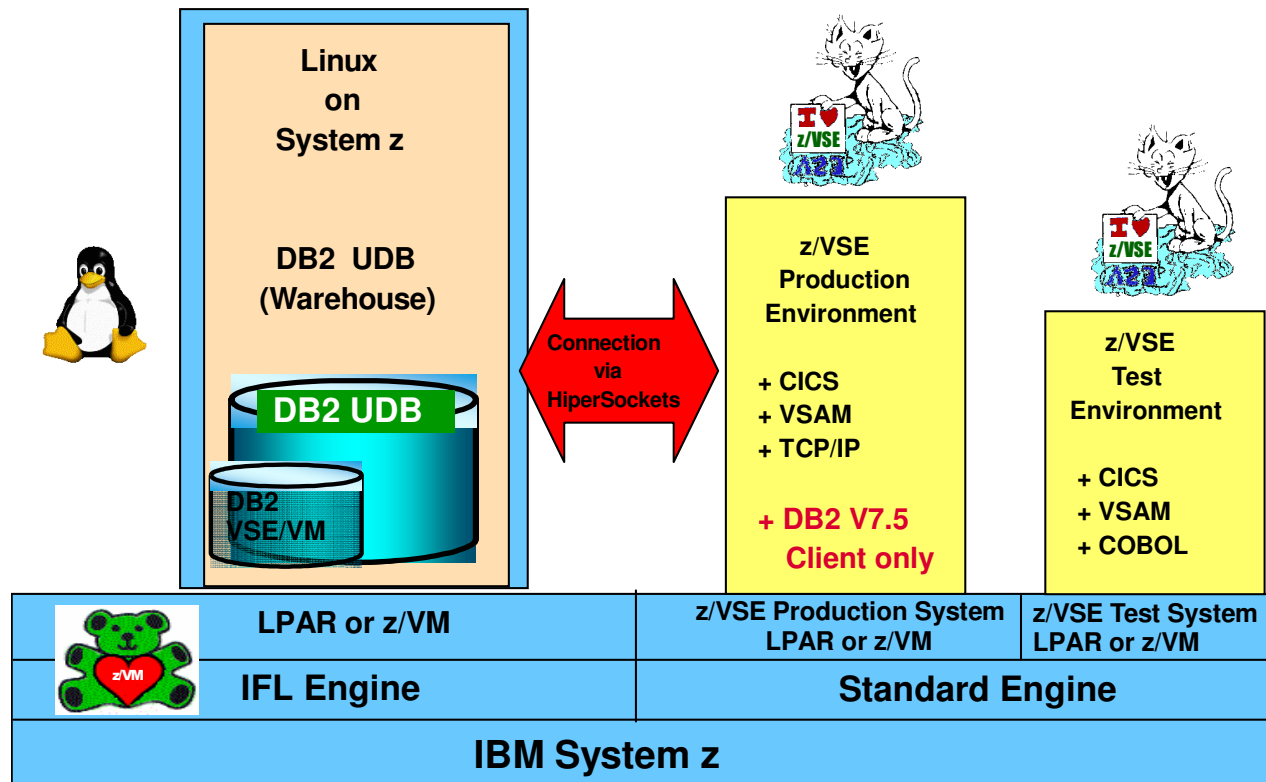 Linux
on
System z
DB2 UDB
(Warehouse)
DB2 UDB
DB2
VSE/VM
Connection
via
HiperSockets
I ♥
z/VSE
VSE
z/VSE
Production
Environment
+ CICS
+ VSAM
+ TCP/IP
+ DB2 V7.5
Client only
I ♥
z/VSE
VSE
z/VSE
Test
Environment
+ CICS
+ VSAM
+ COBOL
z/VM
LPAR or z/VM
z/VSE Production System
LPAR or z/VM
z/VSE Test System
LPAR or z/VM
IFL Engine
Standard Engine
IBM System z